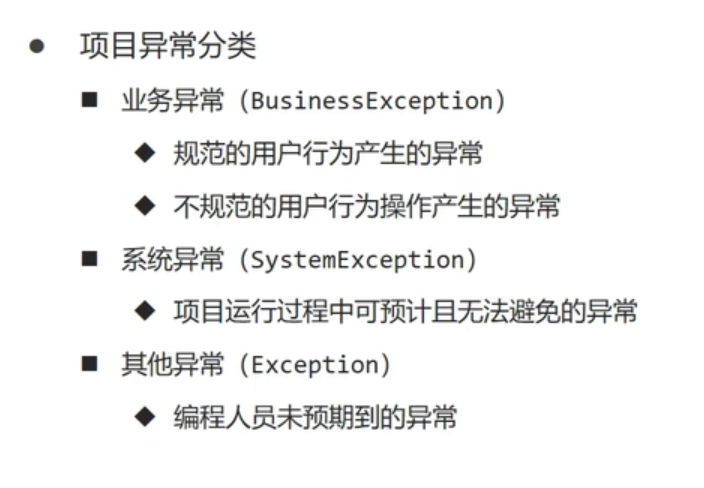 项目异常分类
业务异常（BusinessException）
规范的用户行为产生的异常
不规范的用户行为操作产生的异常
系统异常（SystemException）
项目运行过程中可预计且无法避免的异常
其他异常（Exception）
编程人员未预期到的异常